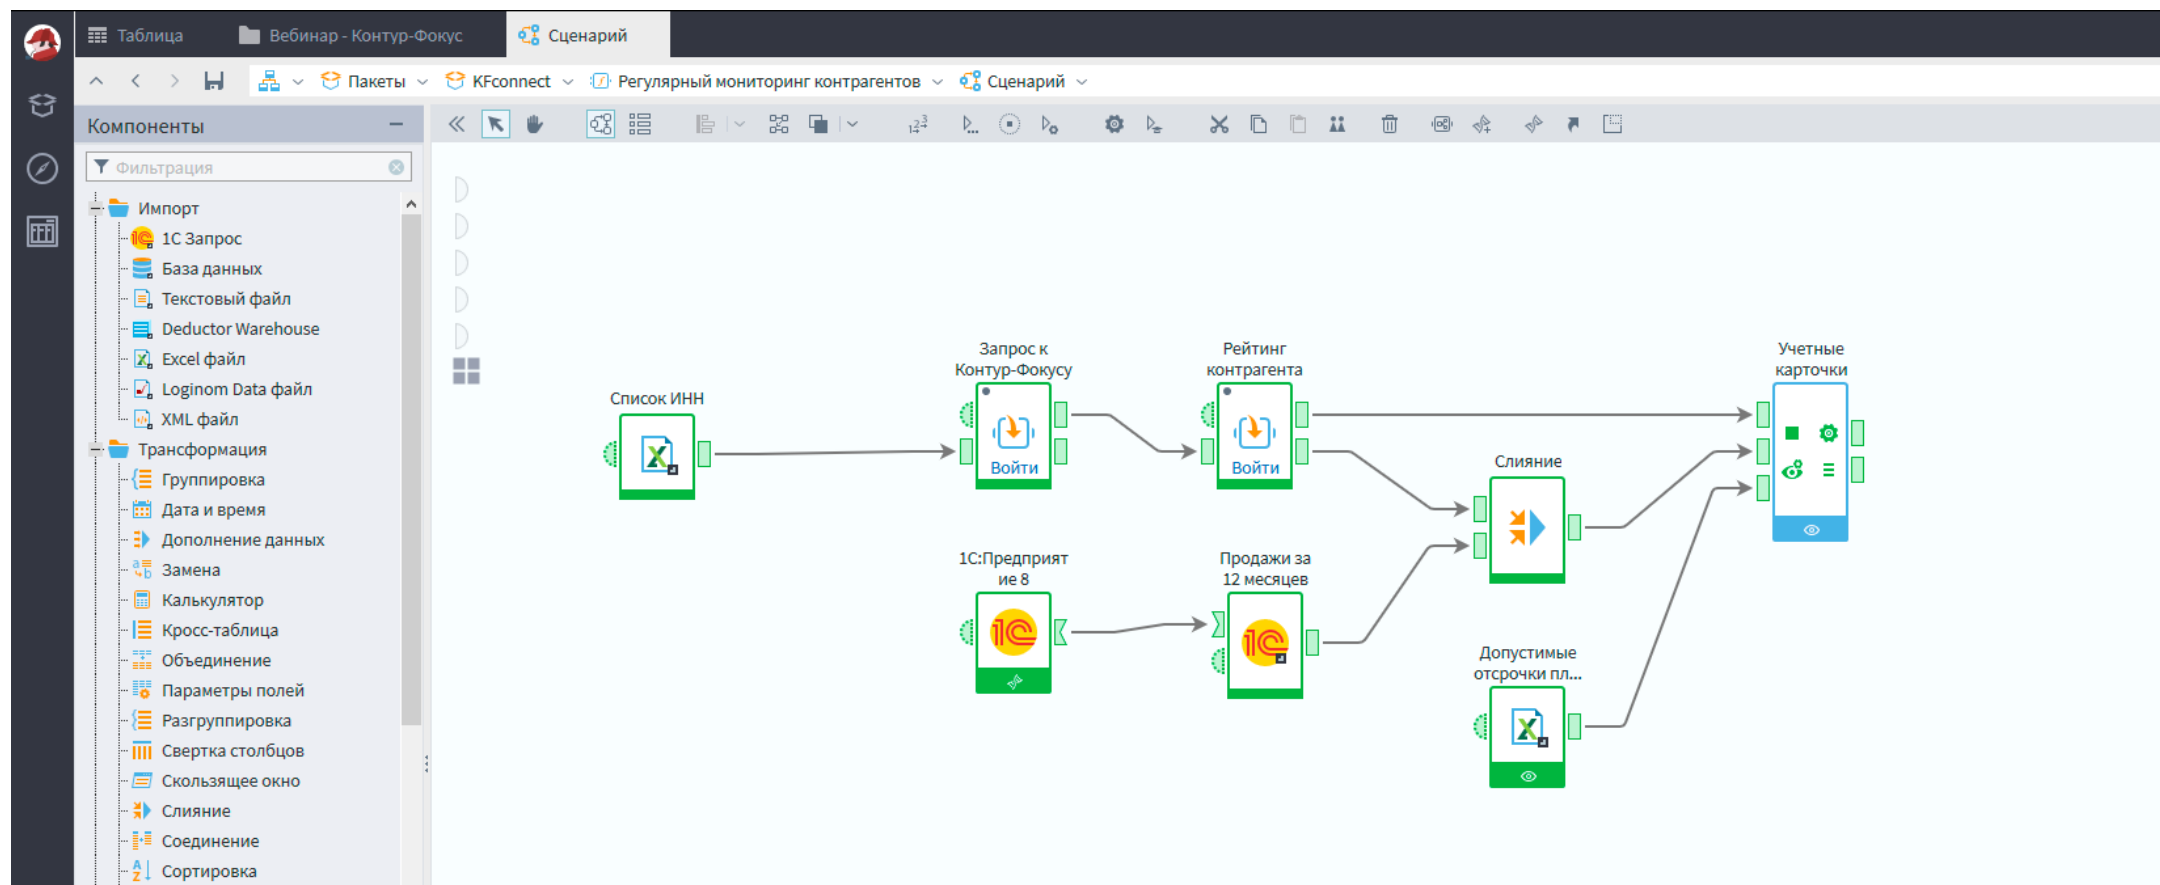 Таблица
Вебинар - Контур-Фокус
Сценарий
Пакеты
KFconnect
Регулярный мониторинг контрагентов
Сценарий
Компоненты
Фильтрация
Импорт
1С Запрос
База данных
Текстовый файл
Deductor Warehouse
Excel файл
Loginom Data файл
XML файл
Трансформация
Группировка
Дата и время
Дополнение данных
Замена
Калькулятор
Кросс-таблица
Объединение
Параметры полей
Разгруппировка
Свертка столбцов
Скользящее окно
Слияние
Соединение
Сортировка
Список ИНН
Запрос к
Контур-Фокусу
Войти
Рейтинг
контрагента
Войти
1С:Предприят
ие 8
Продажи за
12 месяцев
Слияние
Допустимые
отсрочки пл...
Учетные
карточки